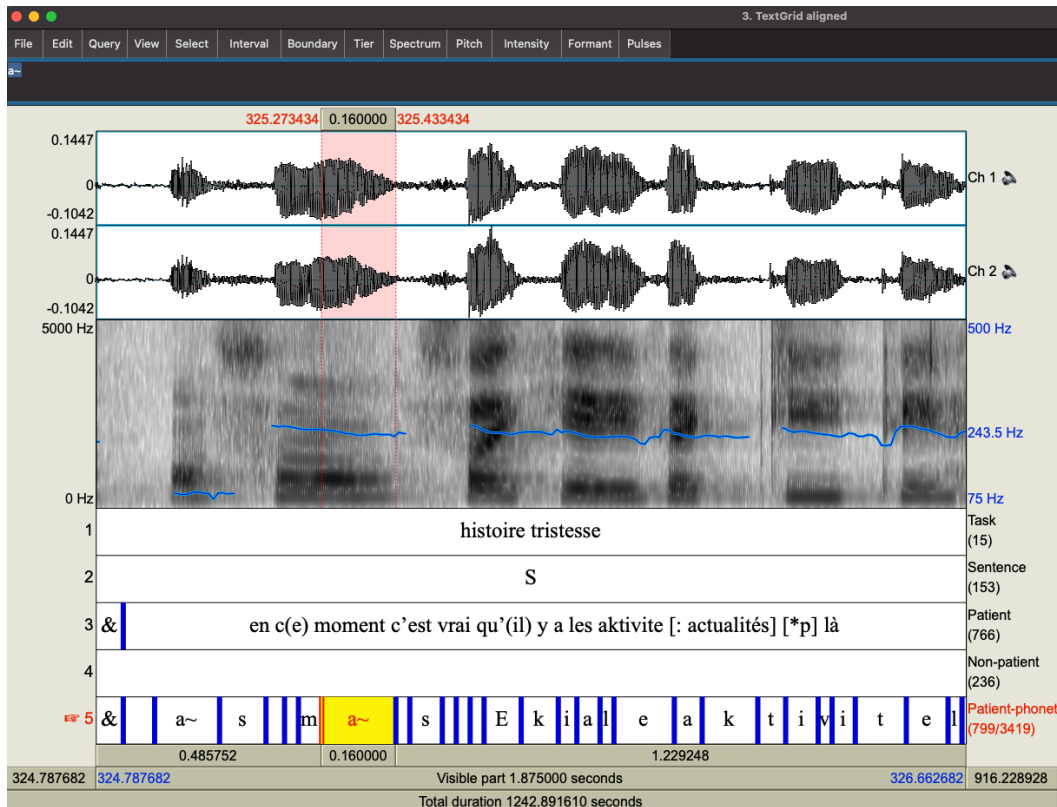 3. TextGrid aligned
File Edit Query View Select Interval Boundary Tier Spectrum Pitch Intensity Formant Pulses
a~
325.273434 0.160000 325.433434
0.1447
0 Ch 1
-0.1042
0.1447
0 Ch 2
-0.1042
5000 Hz 500 Hz
243.5 Hz
0 Hz 75 Hz
1 histoire tristesse Task (15)
2 S Sentence (153)
3 & en c(e) moment c'est vrai qu'(il) y a les aktivite [: actualités] [*p] là Patient (766)
4 Non-patient (236)
5 & a~ s m a~ s E k i a l e a k t i v i t e l Patient-phonet (799/3419)
0.485752 0.160000 1.229248
324.787682 324.787682 Visible part 1.875000 seconds 326.662682 916.228928
Total duration 1242.891610 seconds